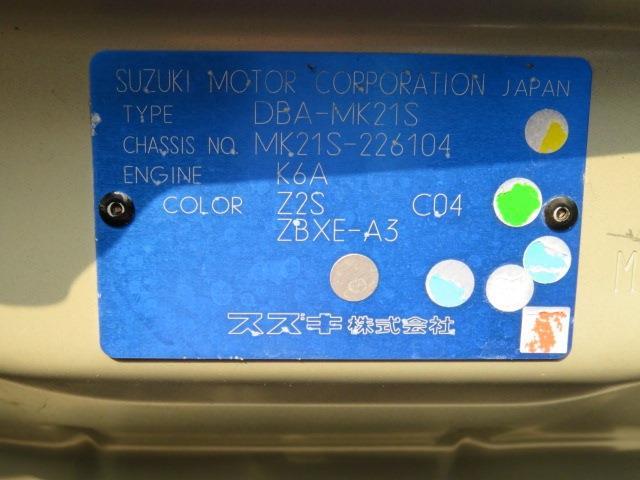 SUZUKI MOTOR CORPORATION JAPAN
TYPE DBA-MK21S
CHASSIS NO. MK21S-226104
ENGINE K6A
COLOR Z2S C04
ZBXE-A3
スズキ株式会社